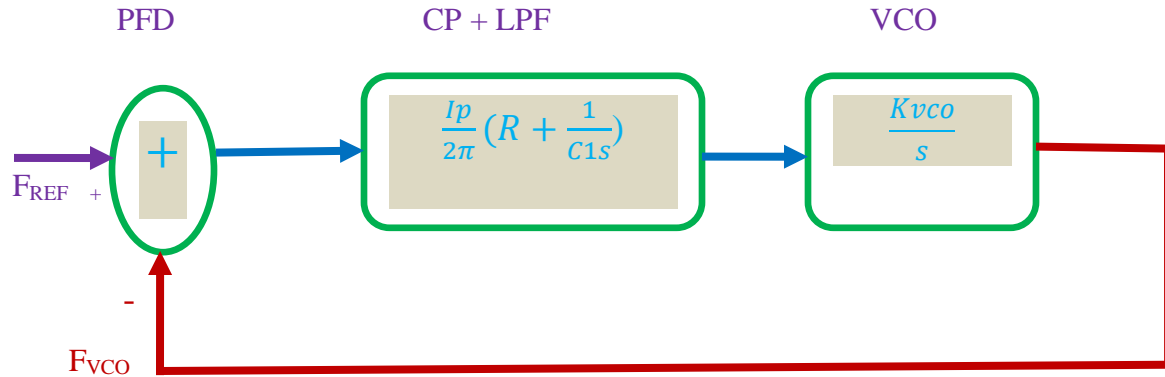 PFD CP + LPF VCO
+ Ip/2π (R + 1/C1s) Kvco/s
FREF +
-
FVCO